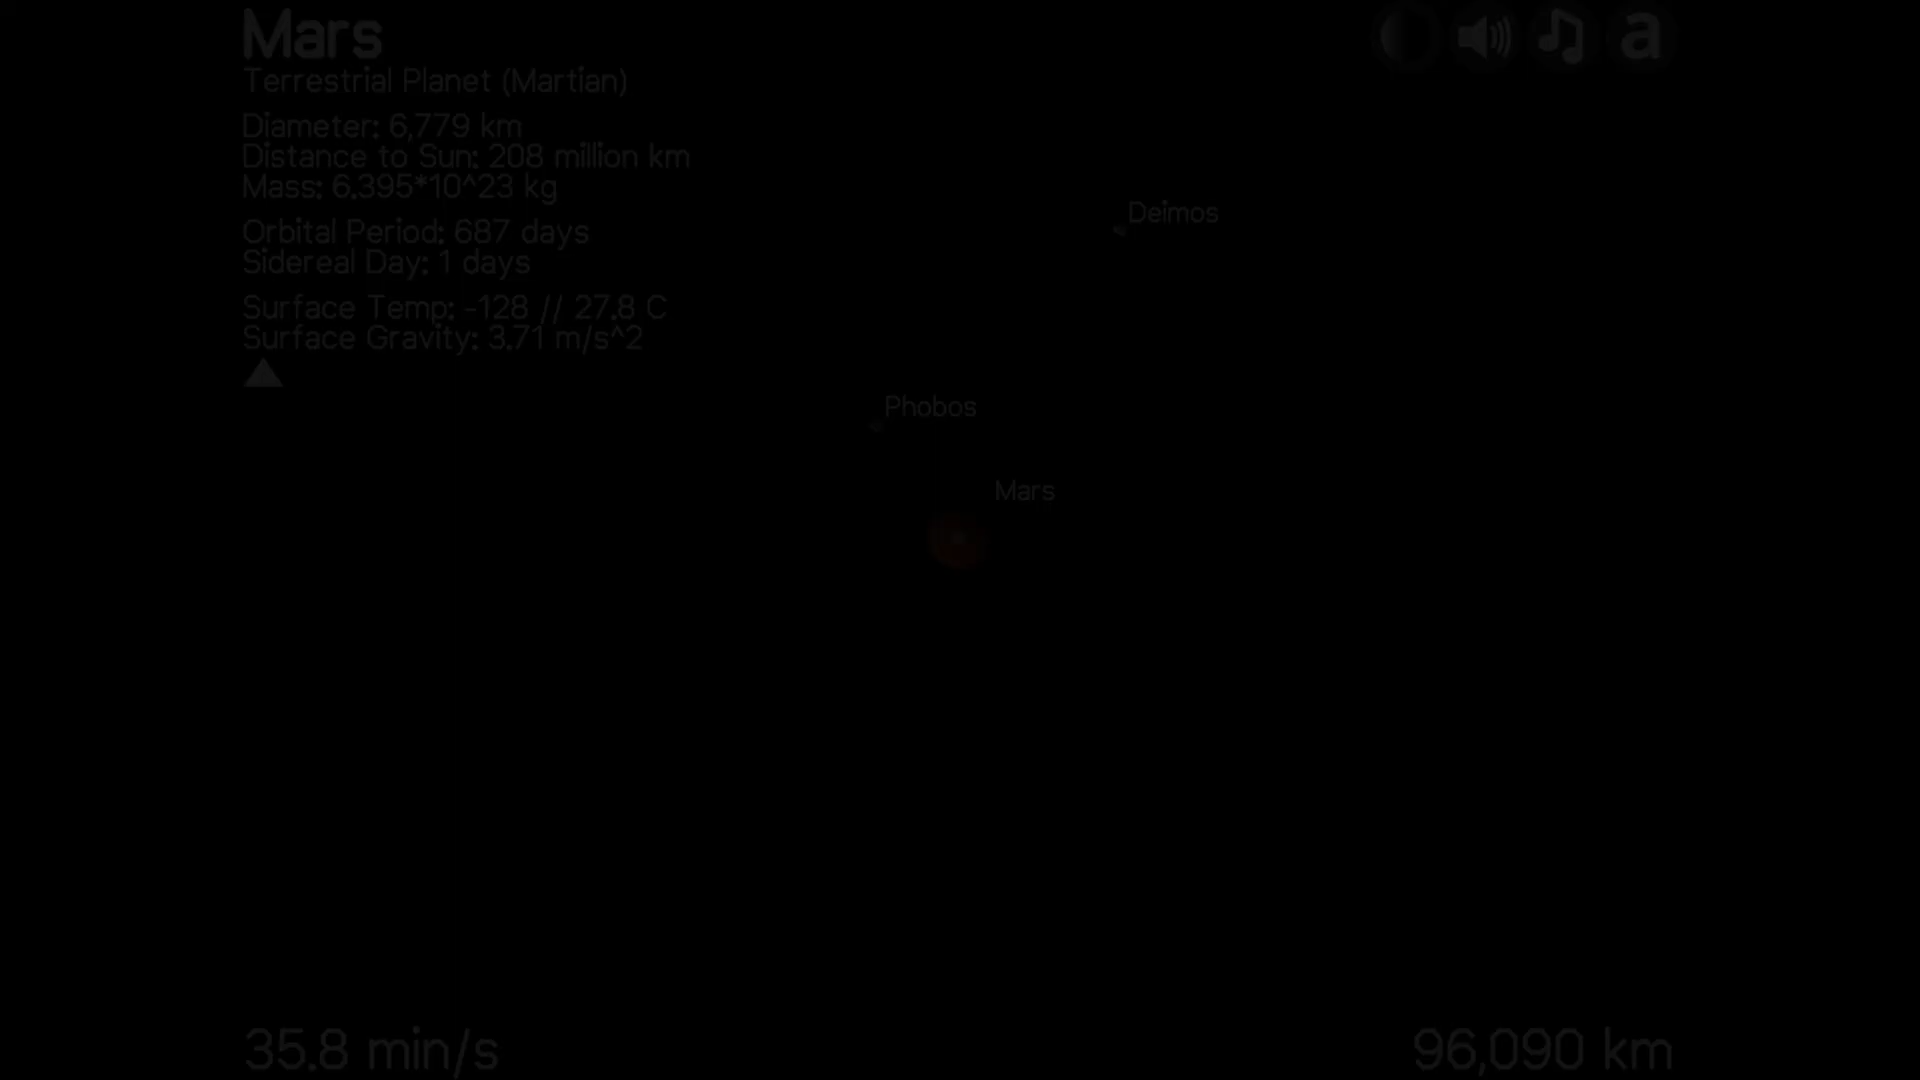 Mars
a
Terrestrial Planet (Martian)
Diameter: 6,779 km
Distance to Sun: 208 million km
Mass: 6.395*10^23 kg
Orbital Period: 687 days
Sidereal Day: 1 days
Surface Temp: -128 // 27.8 C
Surface Gravity: 3.71 m/s^2
Deimos
Phobos
Mars
35.8 min/s
96,090 km